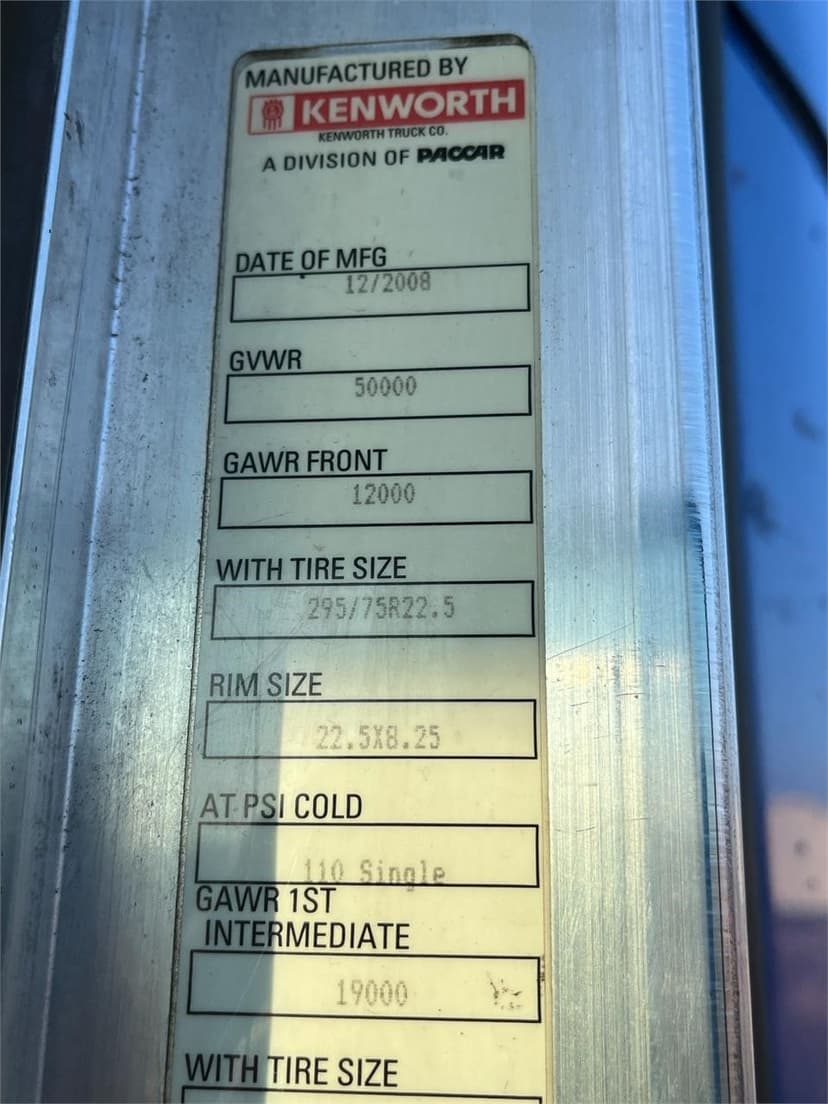 MANUFACTURED BY
KENWORTH
KENWORTH TRUCK CO.
A DIVISION OF PACCAR
DATE OF MFG
12/2008
GVWR
50000
GAWR FRONT
12000
WITH TIRE SIZE
295/75R22.5
RIM SIZE
22.5X8.25
AT PSI COLD
110 Single
GAWR 1ST
INTERMEDIATE
19000
WITH TIRE SIZE